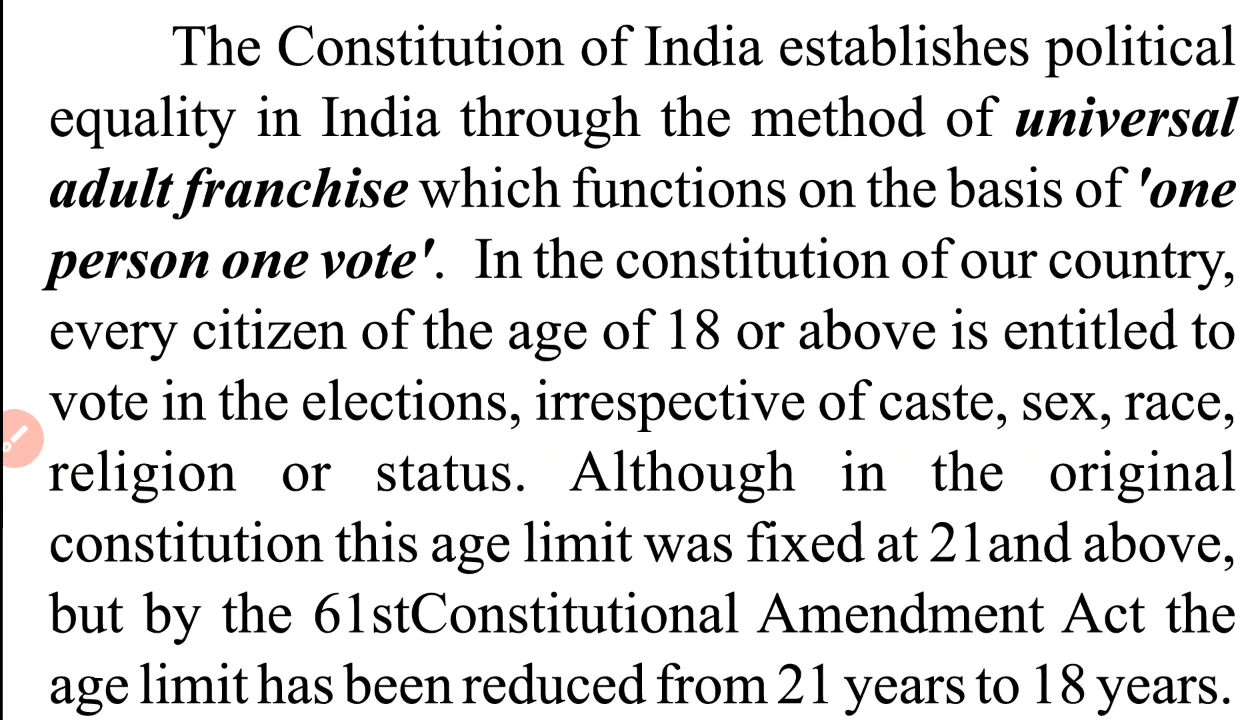 The Constitution of India establishes political
equality in India through the method of universal
adult franchise which functions on the basis of 'one
person one vote'. In the constitution of our country,
every citizen of the age of 18 or above is entitled to
vote in the elections, irrespective of caste, sex, race,
religion or status. Although in the original
constitution this age limit was fixed at 21and above,
but by the 61stConstitutional Amendment Act the
age limit has been reduced from 21 years to 18 years.